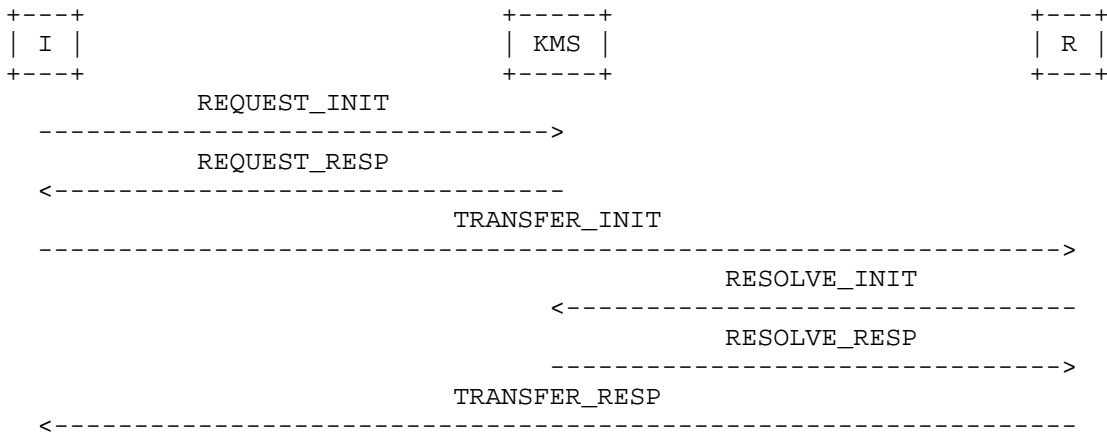 +---+                          +-----+                          +---+
| I |                          | KMS |                          | R |
+---+                          +-----+                          +---+
            REQUEST_INIT
  -------------------------------->
            REQUEST_RESP
  <--------------------------------
                            TRANSFER_INIT
  ---------------------------------------------------------------->
                                             RESOLVE_INIT
                                  <--------------------------------
                                             RESOLVE_RESP
                                  -------------------------------->
                            TRANSFER_RESP
  <----------------------------------------------------------------